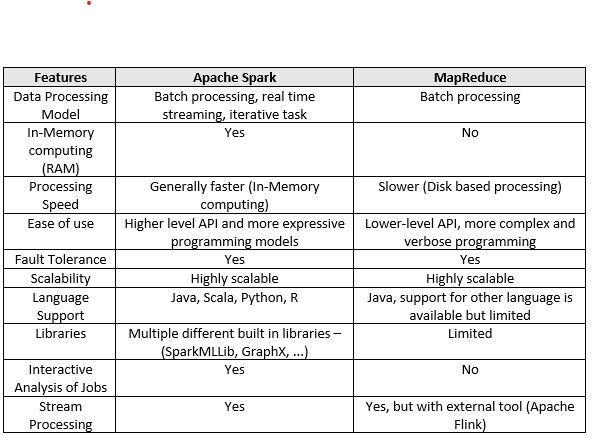 Features Apache Spark MapReduce
Data Processing Batch processing, real time Batch processing
Model streaming, iterative task
In-Memory Yes No
computing
(RAM)
Processing Generally faster (In-Memory Slower (Disk based processing)
Speed computing)
Ease of use Higher level API and more expressive Lower-level API, more complex and
programming models verbose programming
Fault Tolerance Yes Yes
Scalability Highly scalable Highly scalable
Language Java, Scala, Python, R Java, support for other language is
Support available but limited
Libraries Multiple different built in libraries – Limited
(SparkMLLib, GraphX, ...)
Interactive Yes No
Analysis of Jobs
Stream Yes Yes, but with external tool (Apache
Processing Flink)